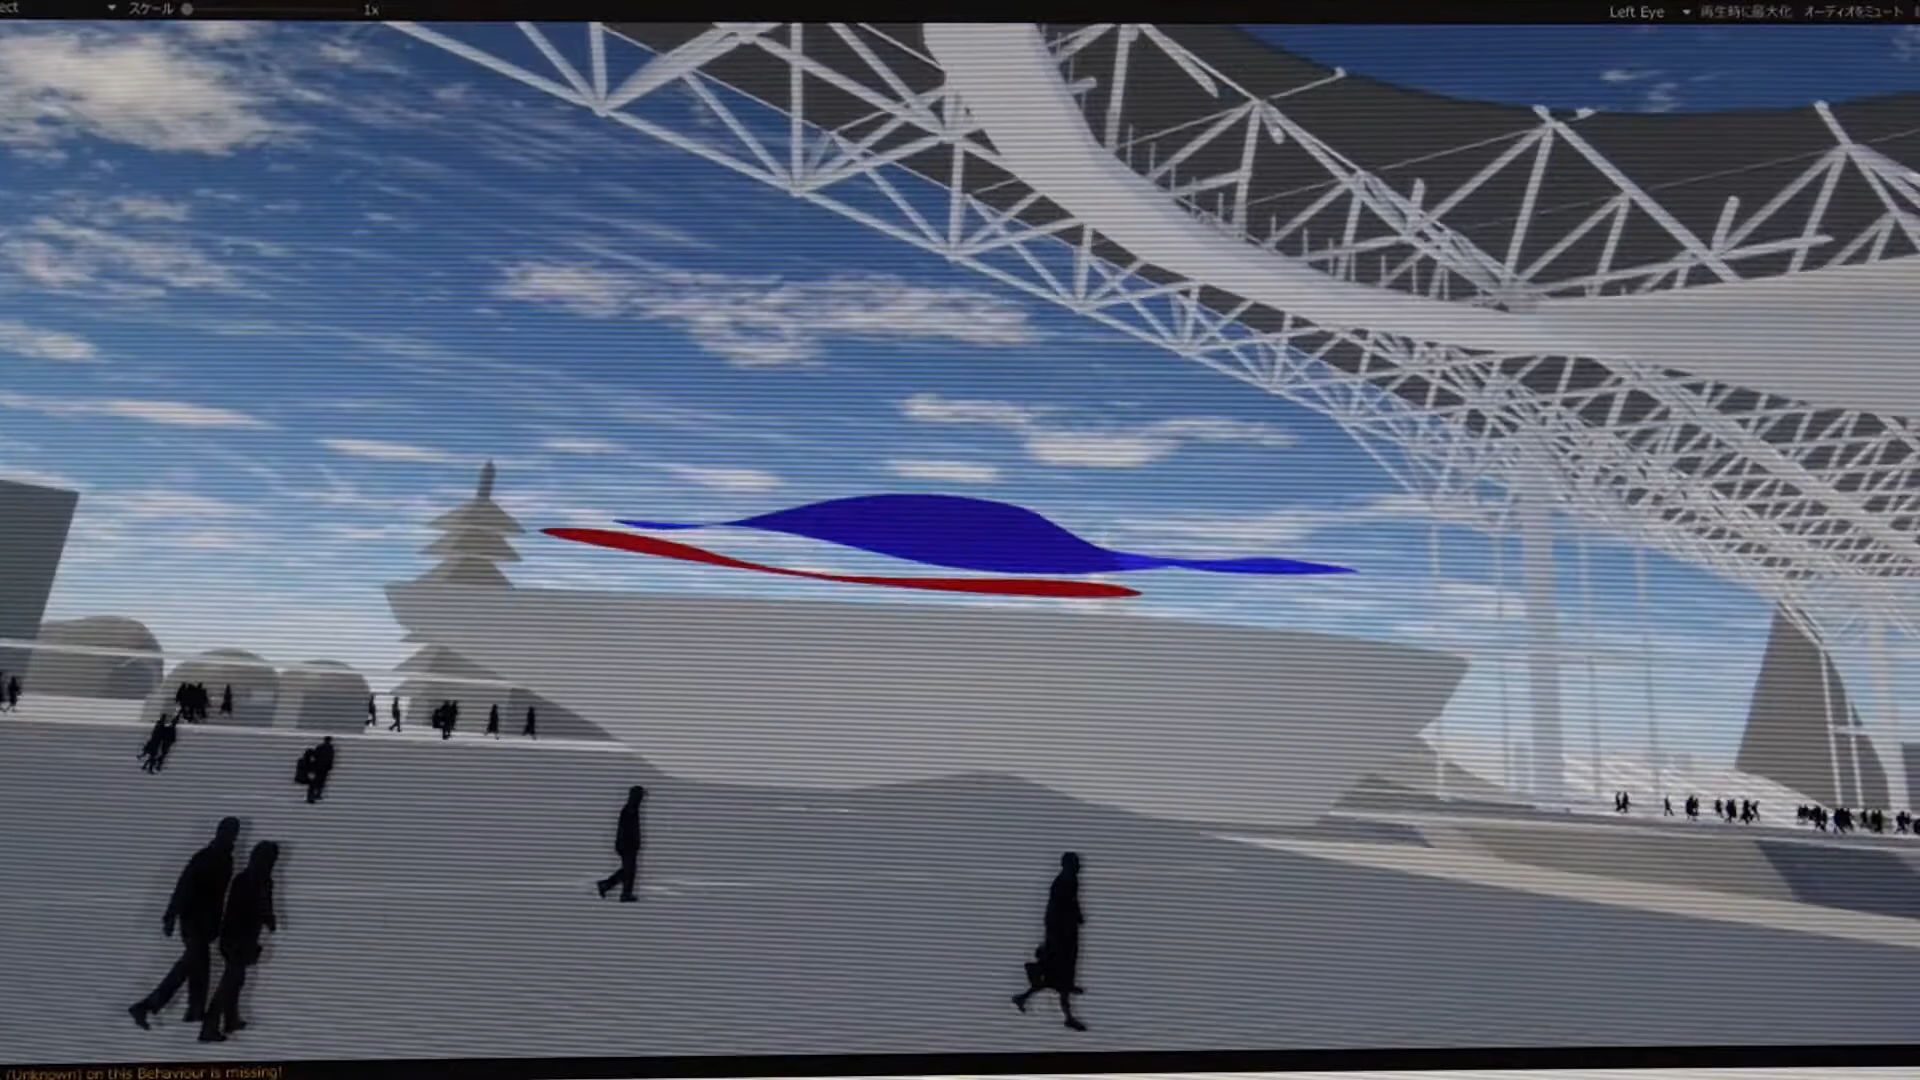 ect スケール 1x Left Eye 再生時に最大化 オーディオをミュート
(Unknown) on this Behaviour is missing!